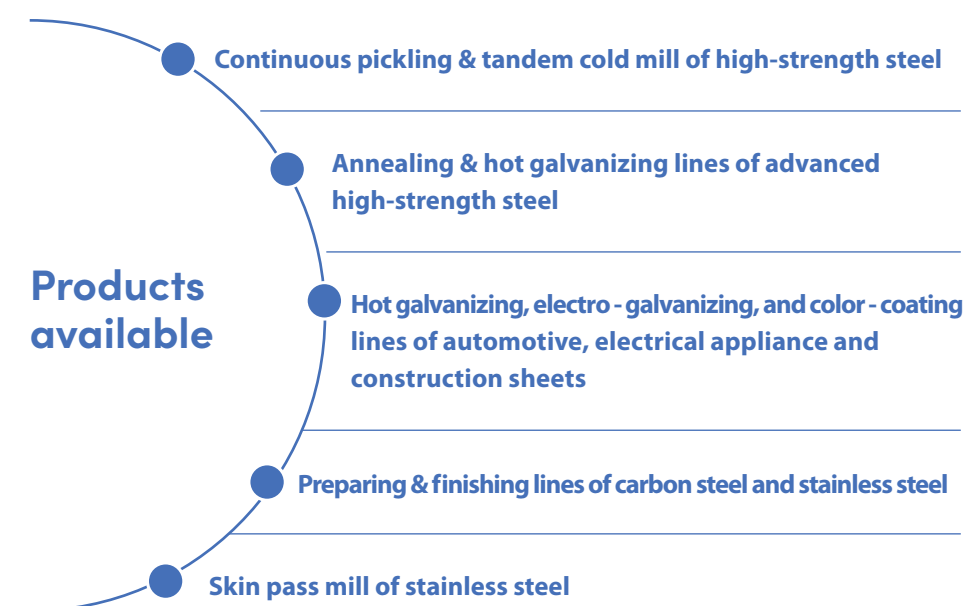 Continuous pickling & tandem cold mill of high-strength steel
Annealing & hot galvanizing lines of advanced
high-strength steel
Products
available
Hot galvanizing, electro - galvanizing, and color - coating
lines of automotive, electrical appliance and
construction sheets
Preparing & finishing lines of carbon steel and stainless steel
Skin pass mill of stainless steel